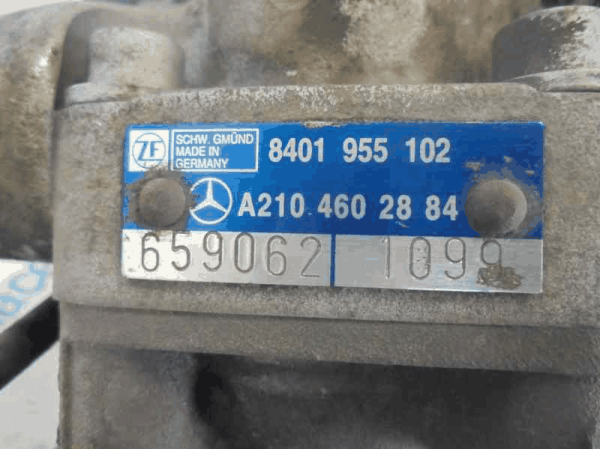 ZF SCHW. GMÜND
MADE IN
GERMANY
8401 955 102
A210 460 28 84
659062 1099